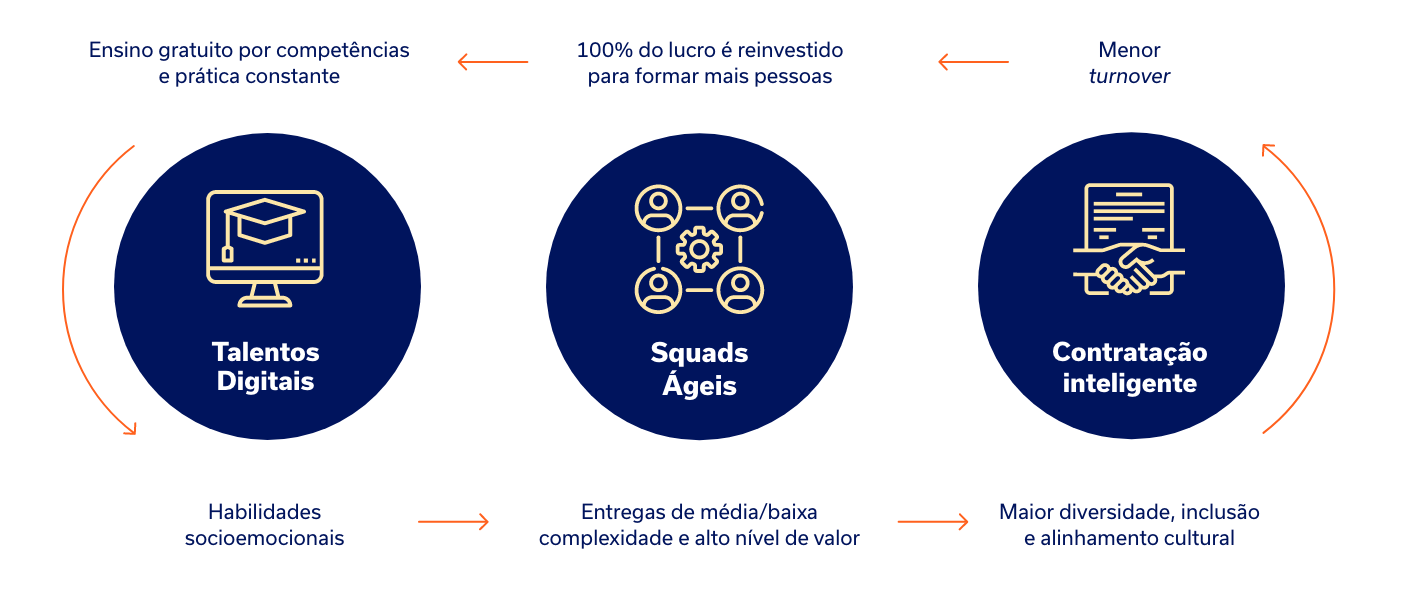 Ensino gratuito por competências
e prática constante
100% do lucro é reinvestido
para formar mais pessoas
Menor
turnover
Talentos
Digitais
Squads
Ágeis
Contratação
inteligente
Habilidades
socioemocionais
Entregas de média/baixa
complexidade e alto nível de valor
Maior diversidade, inclusão
e alinhamento cultural